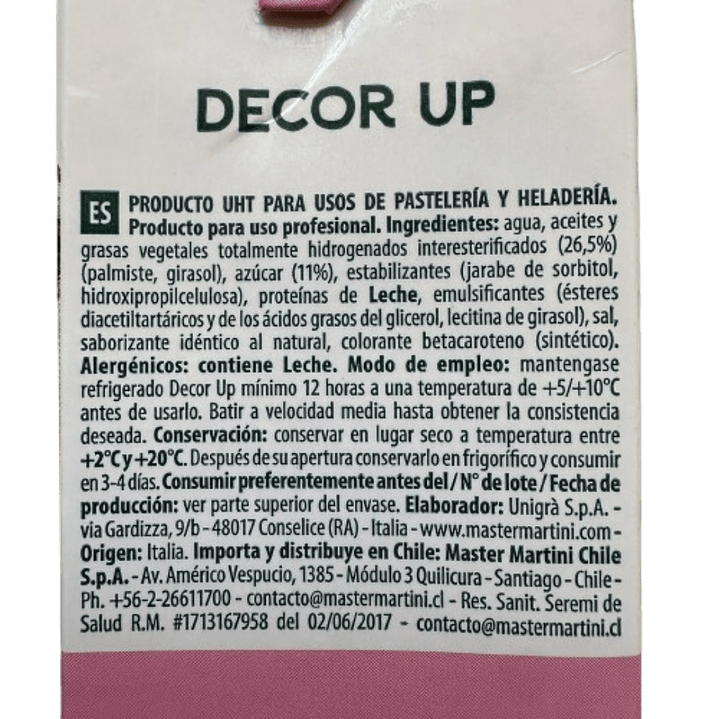 DECOR UP
ES
PRODUCTO UHT PARA USOS DE PASTELERÍA Y HELADERÍA.
Producto para uso profesional. Ingredientes: agua, aceites y
grasas vegetales totalmente hidrogenados interesterificados (26,5%)
(palmiste, girasol), azúcar (11%), estabilizantes (jarabe de sorbitol,
hidroxipropilcelulosa), proteínas de Leche, emulsificantes (ésteres
diacetiltartáricos y de los ácidos grasos del glicerol, lecitina de girasol), sal,
saborizante idéntico al natural, colorante betacaroteno (sintético).
Alergénicos: contiene Leche. Modo de empleo: mantengase
refrigerado Decor Up mínimo 12 horas a una temperatura de +5/+10°C
antes de usarlo. Batir a velocidad media hasta obtener la consistencia
deseada. Conservación: conservar en lugar seco a temperatura entre
+2°C y +20°C. Después de su apertura conservarlo en frigorífico y consumir
en 3-4 días. Consumir preferentemente antes del / N° de lote / Fecha de
producción: ver parte superior del envase. Elaborador: Unigrà S.p.A. -
via Gardizza, 9/b - 48017 Conselice (RA) - Italia - www.mastermartini.com -
Origen: Italia. Importa y distribuye en Chile: Master Martini Chile
S.p.A. - Av. Américo Vespucio, 1385 - Módulo 3 Quilicura - Santiago - Chile -
Ph. +56-2-26611700 - contacto@mastermartini.cl - Res. Sanit. Seremi de
Salud R.M. #1713167958 del 02/06/2017 - contacto@mastermartini.cl